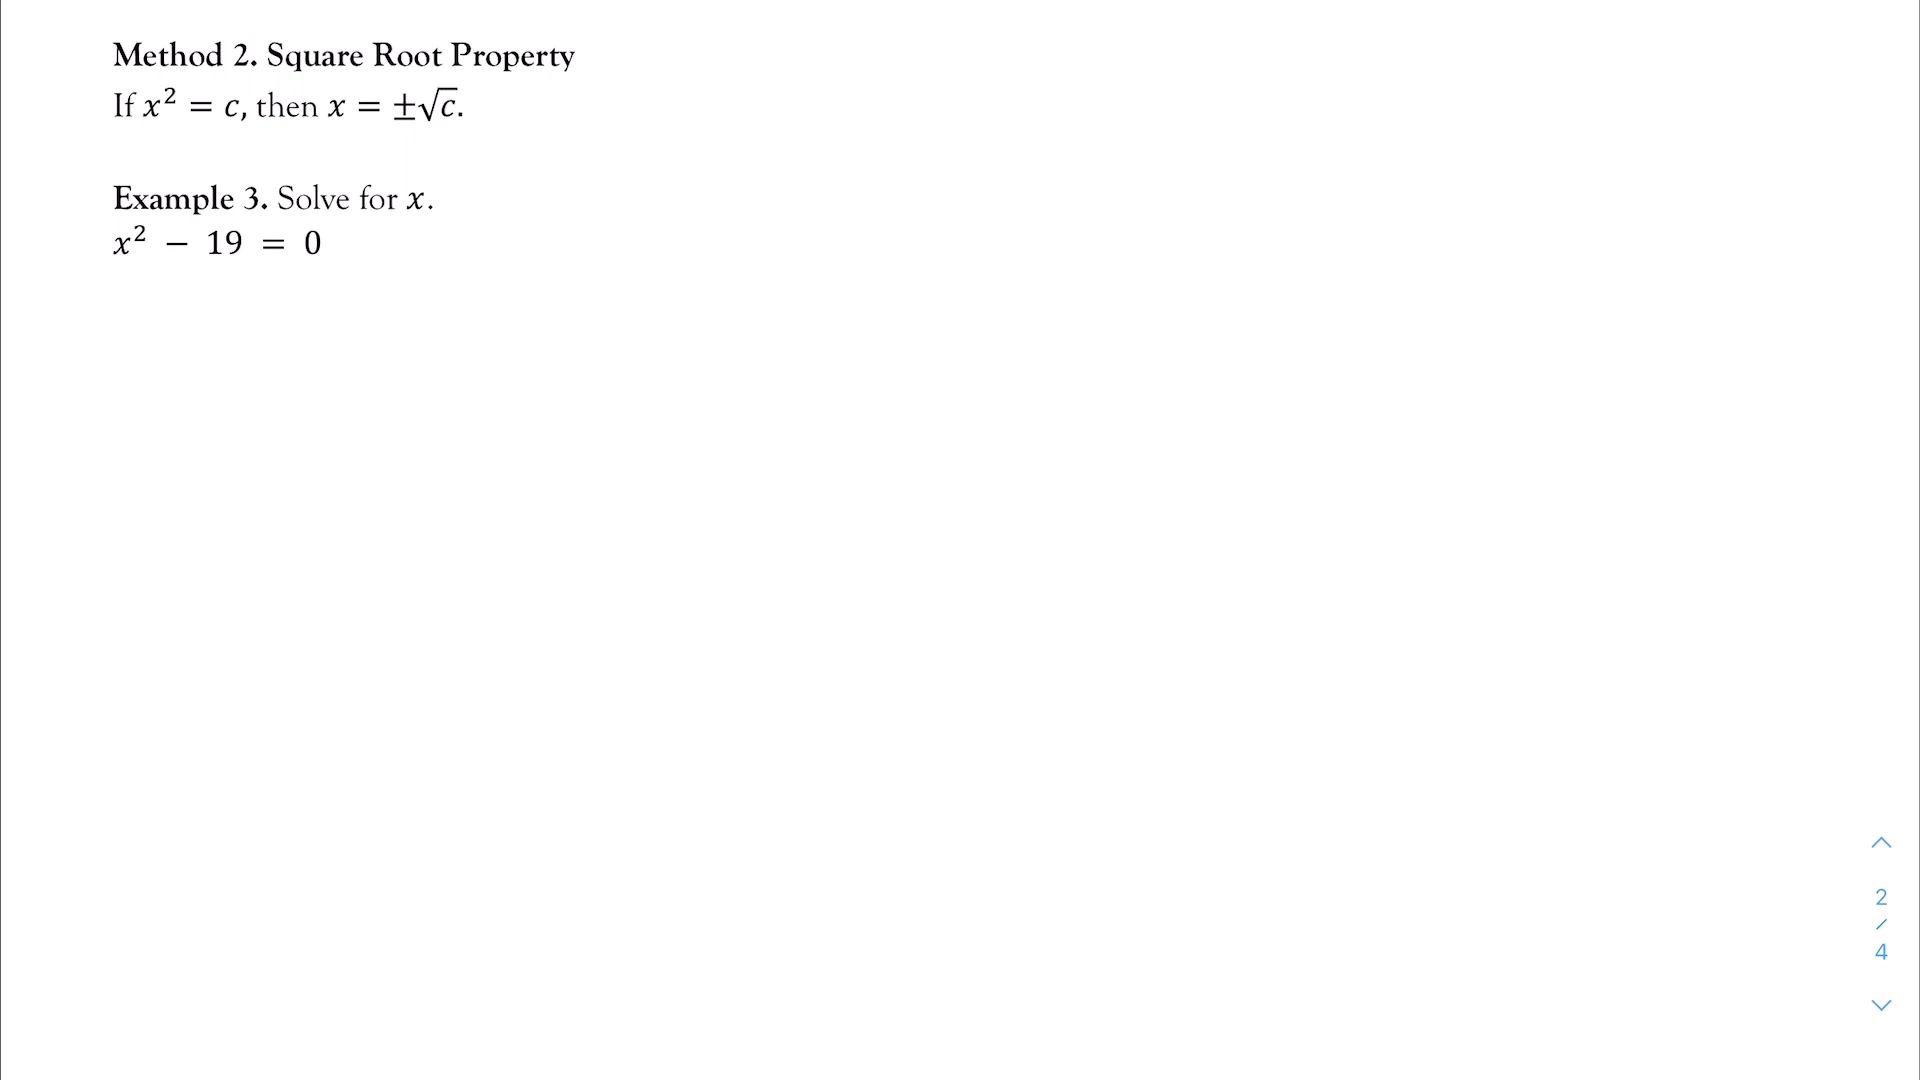 Method 2. Square Root Property
If x² = c, then x = ±√c.
Example 3. Solve for x.
x² − 19 = 0
2
/
4